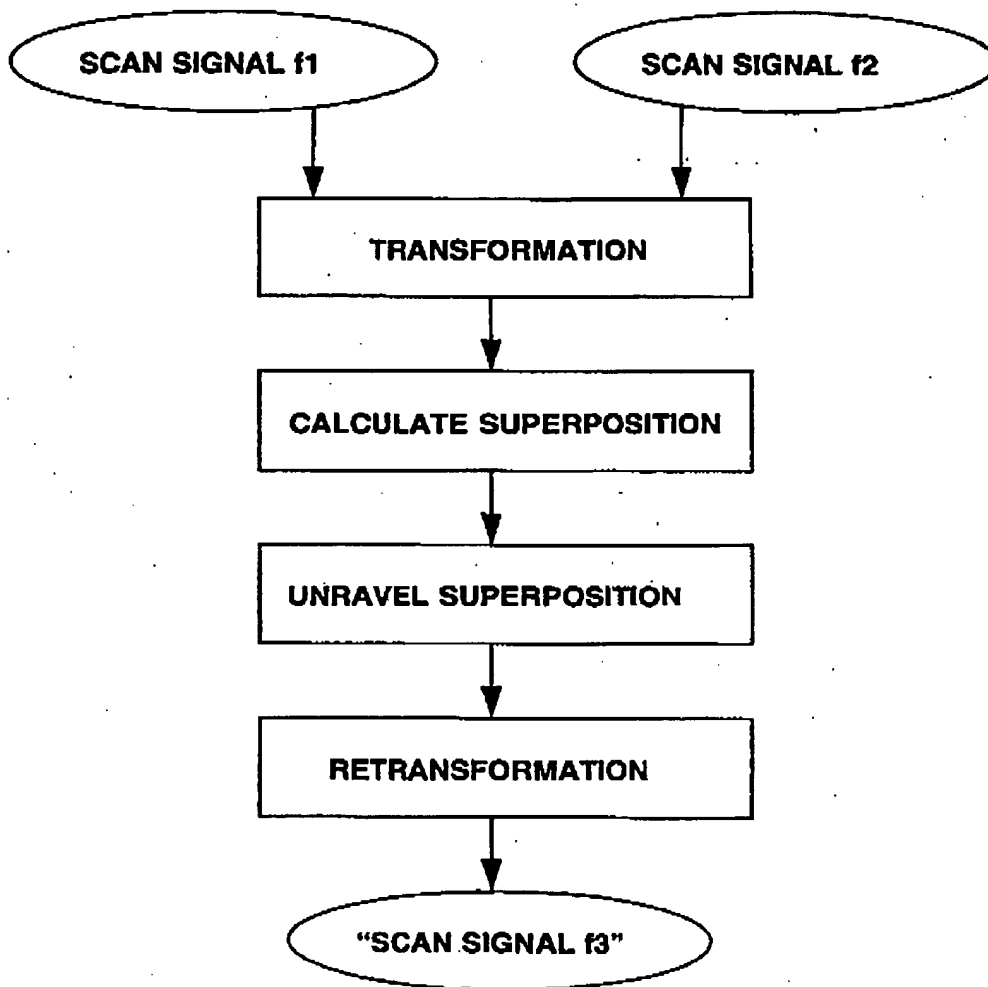 SCAN SIGNAL f1
SCAN SIGNAL f2
TRANSFORMATION
CALCULATE SUPERPOSITION
UNRAVEL SUPERPOSITION
RETRANSFORMATION
“SCAN SIGNAL f3”